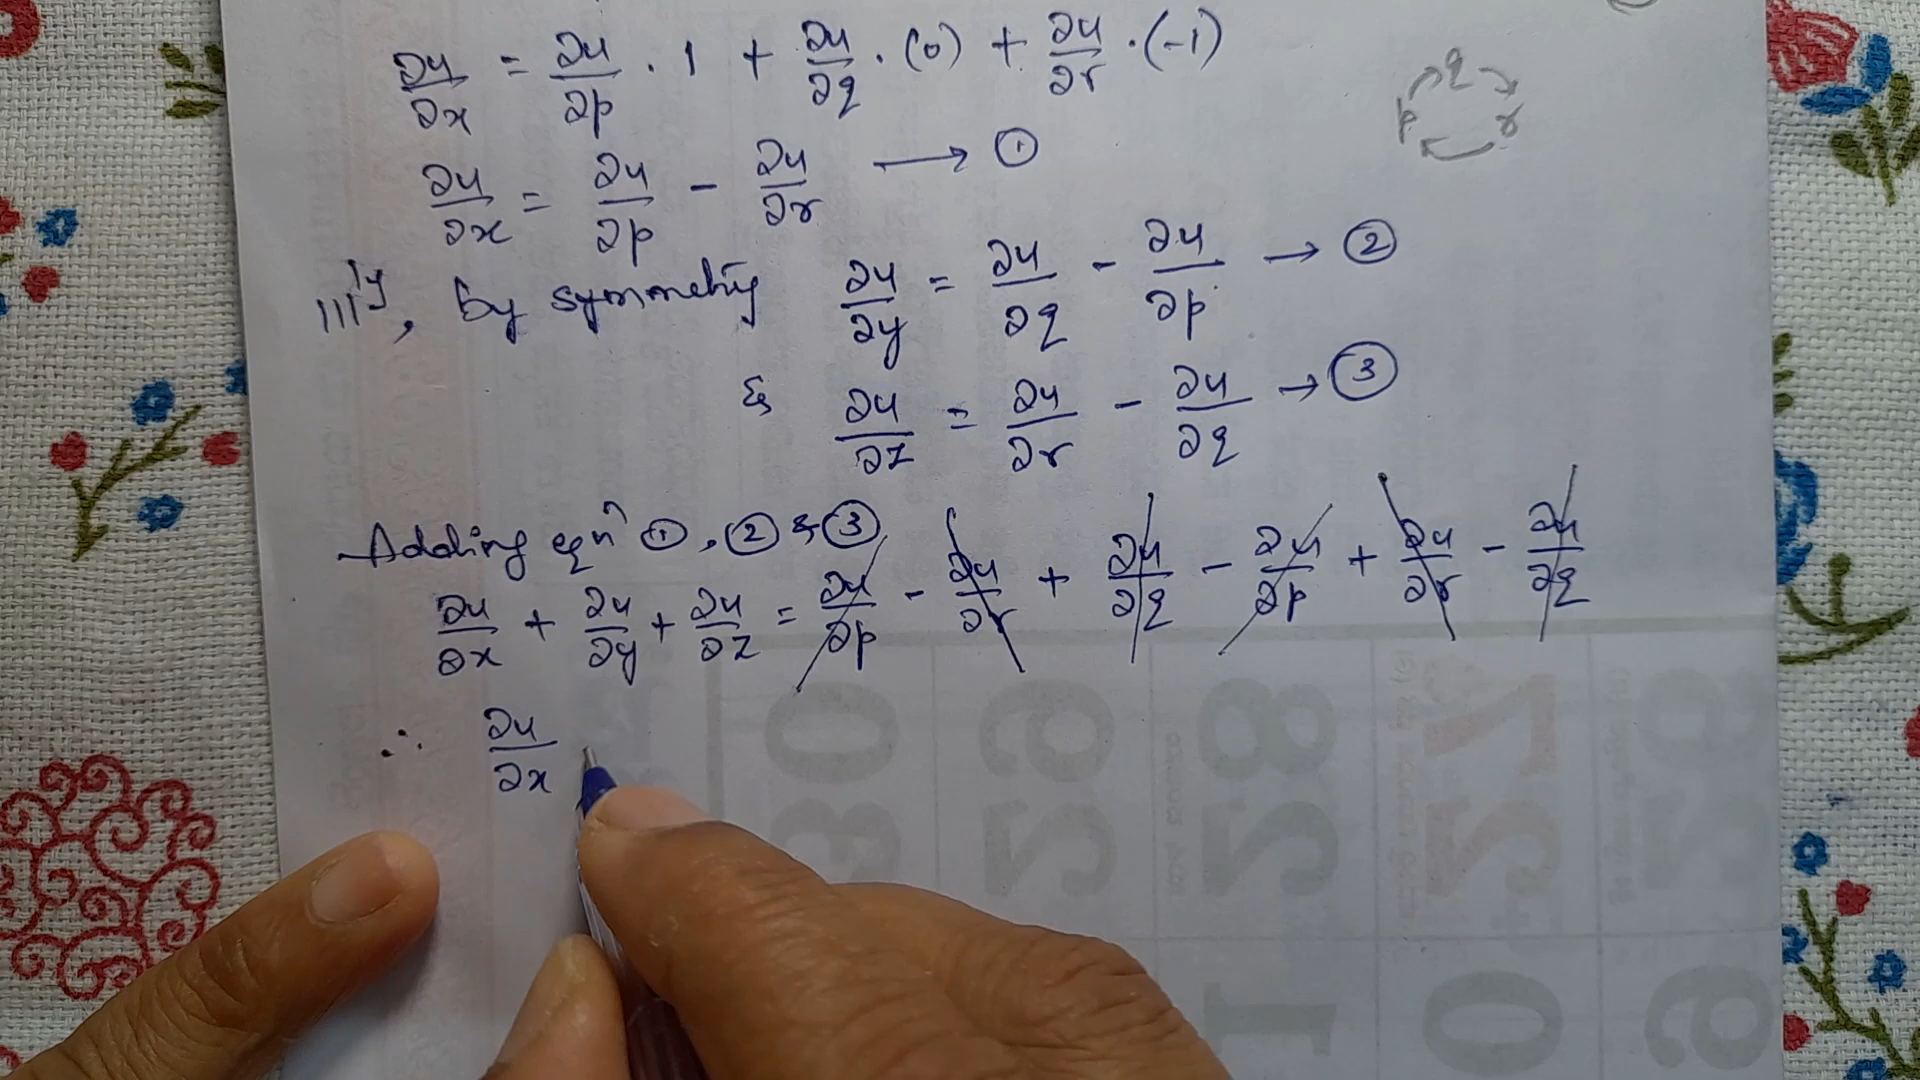 ∂u/∂x = ∂u/∂p · 1 + ∂u/∂q · (0) + ∂u/∂r · (-1)
q
p r
∂u/∂x = ∂u/∂p - ∂u/∂r → ①
|||ly, by symmetry ∂u/∂y = ∂u/∂q - ∂u/∂p → ②
& ∂u/∂z = ∂u/∂r - ∂u/∂q → ③
Adding eqn ①, ② & ③
∂u/∂x + ∂u/∂y + ∂u/∂z = ∂u/∂p - ∂u/∂r + ∂u/∂q - ∂u/∂p + ∂u/∂r - ∂u/∂q
∴ ∂u/∂x